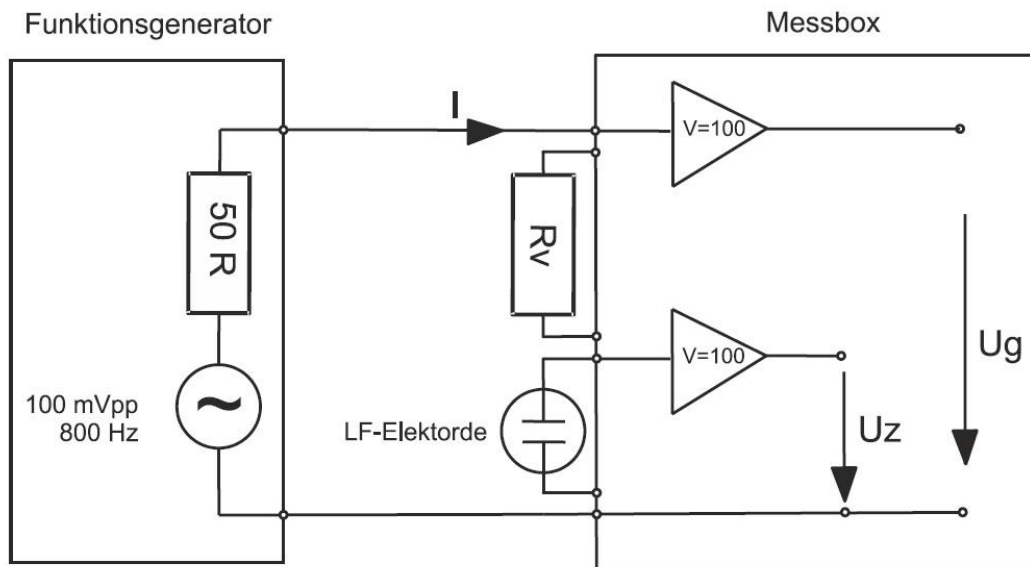 Funktionsgenerator
Messbox
I
V=100
50 R
Rv
V=100
Ug
100 mVpp
800 Hz
LF-Elektorde
Uz